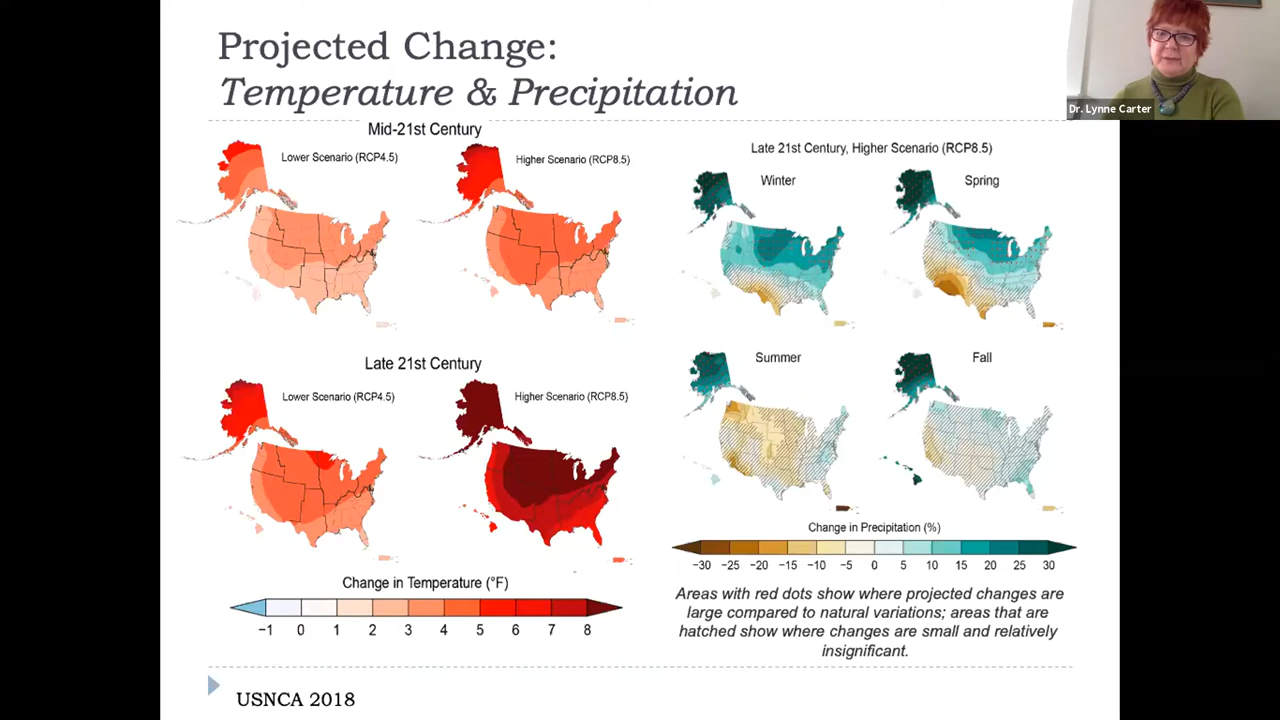 Projected Change:
Temperature & Precipitation
Dr. Lynne Carter
Mid-21st Century
Lower Scenario (RCP4.5)
Higher Scenario (RCP8.5)
Late 21st Century
Lower Scenario (RCP4.5)
Higher Scenario (RCP8.5)
Change in Temperature (°F)
−1 0 1 2 3 4 5 6 7 8
Late 21st Century, Higher Scenario (RCP8.5)
Winter
Spring
Summer
Fall
Change in Precipitation (%)
−30 −25 −20 −15 −10 −5 0 5 10 15 20 25 30
Areas with red dots show where projected changes are
large compared to natural variations; areas that are
hatched show where changes are small and relatively
insignificant.
USNCA 2018